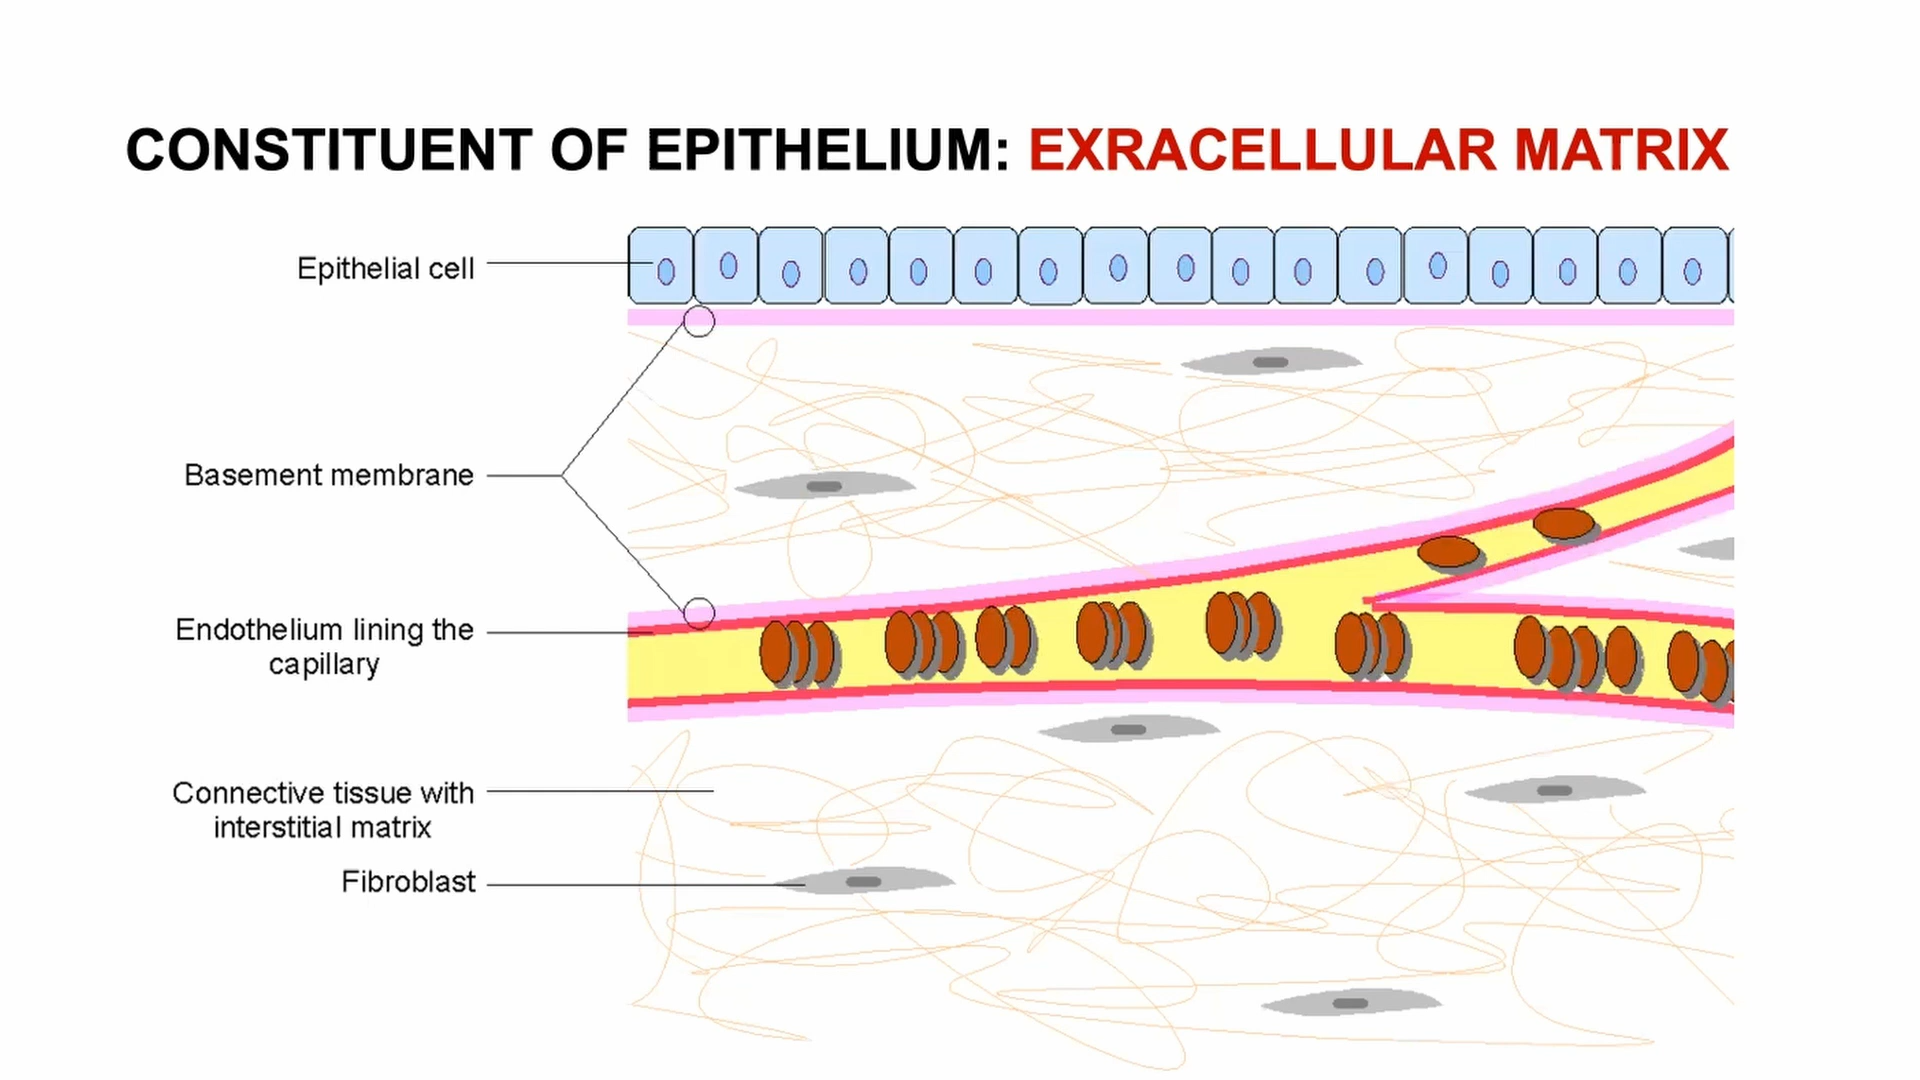 CONSTITUENT OF EPITHELIUM: EXRACELLULAR MATRIX
Epithelial cell
Basement membrane
Endothelium lining the
capillary
Connective tissue with
interstitial matrix
Fibroblast